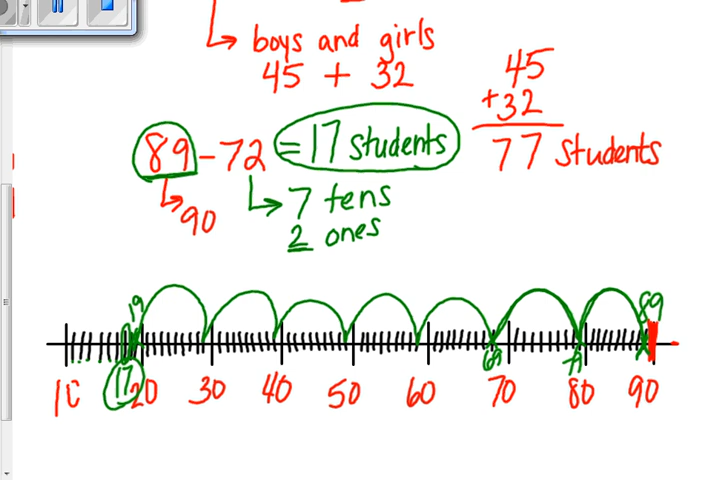 boys and girls
45 + 32
45
+32
77 students
89 - 72 = 17 students
90
7 tens
2 ones
19
89
69
79
17
10 20 30 40 50 60 70 80 90